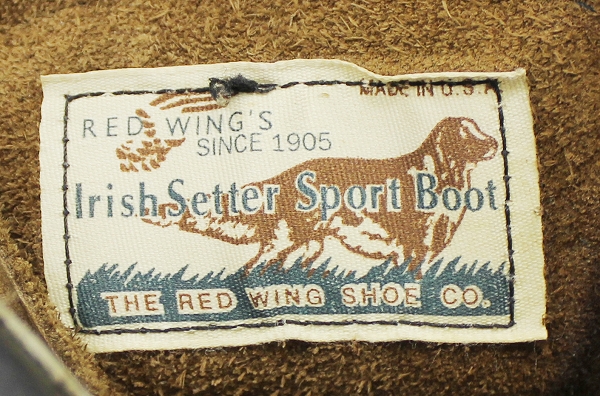 MADE IN U.S.A
RED WING'S
SINCE 1905
Irish Setter Sport Boot
THE RED WING SHOE CO.